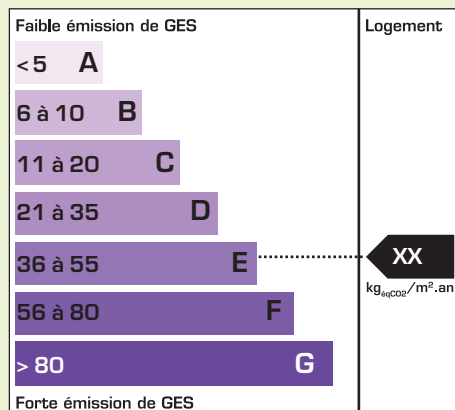 Faible émission de GES
Logement
< 5 A
6 à 10 B
11 à 20 C
21 à 35 D
36 à 55 E
XX
kgéqCO2/m².an
56 à 80 F
> 80 G
Forte émission de GES